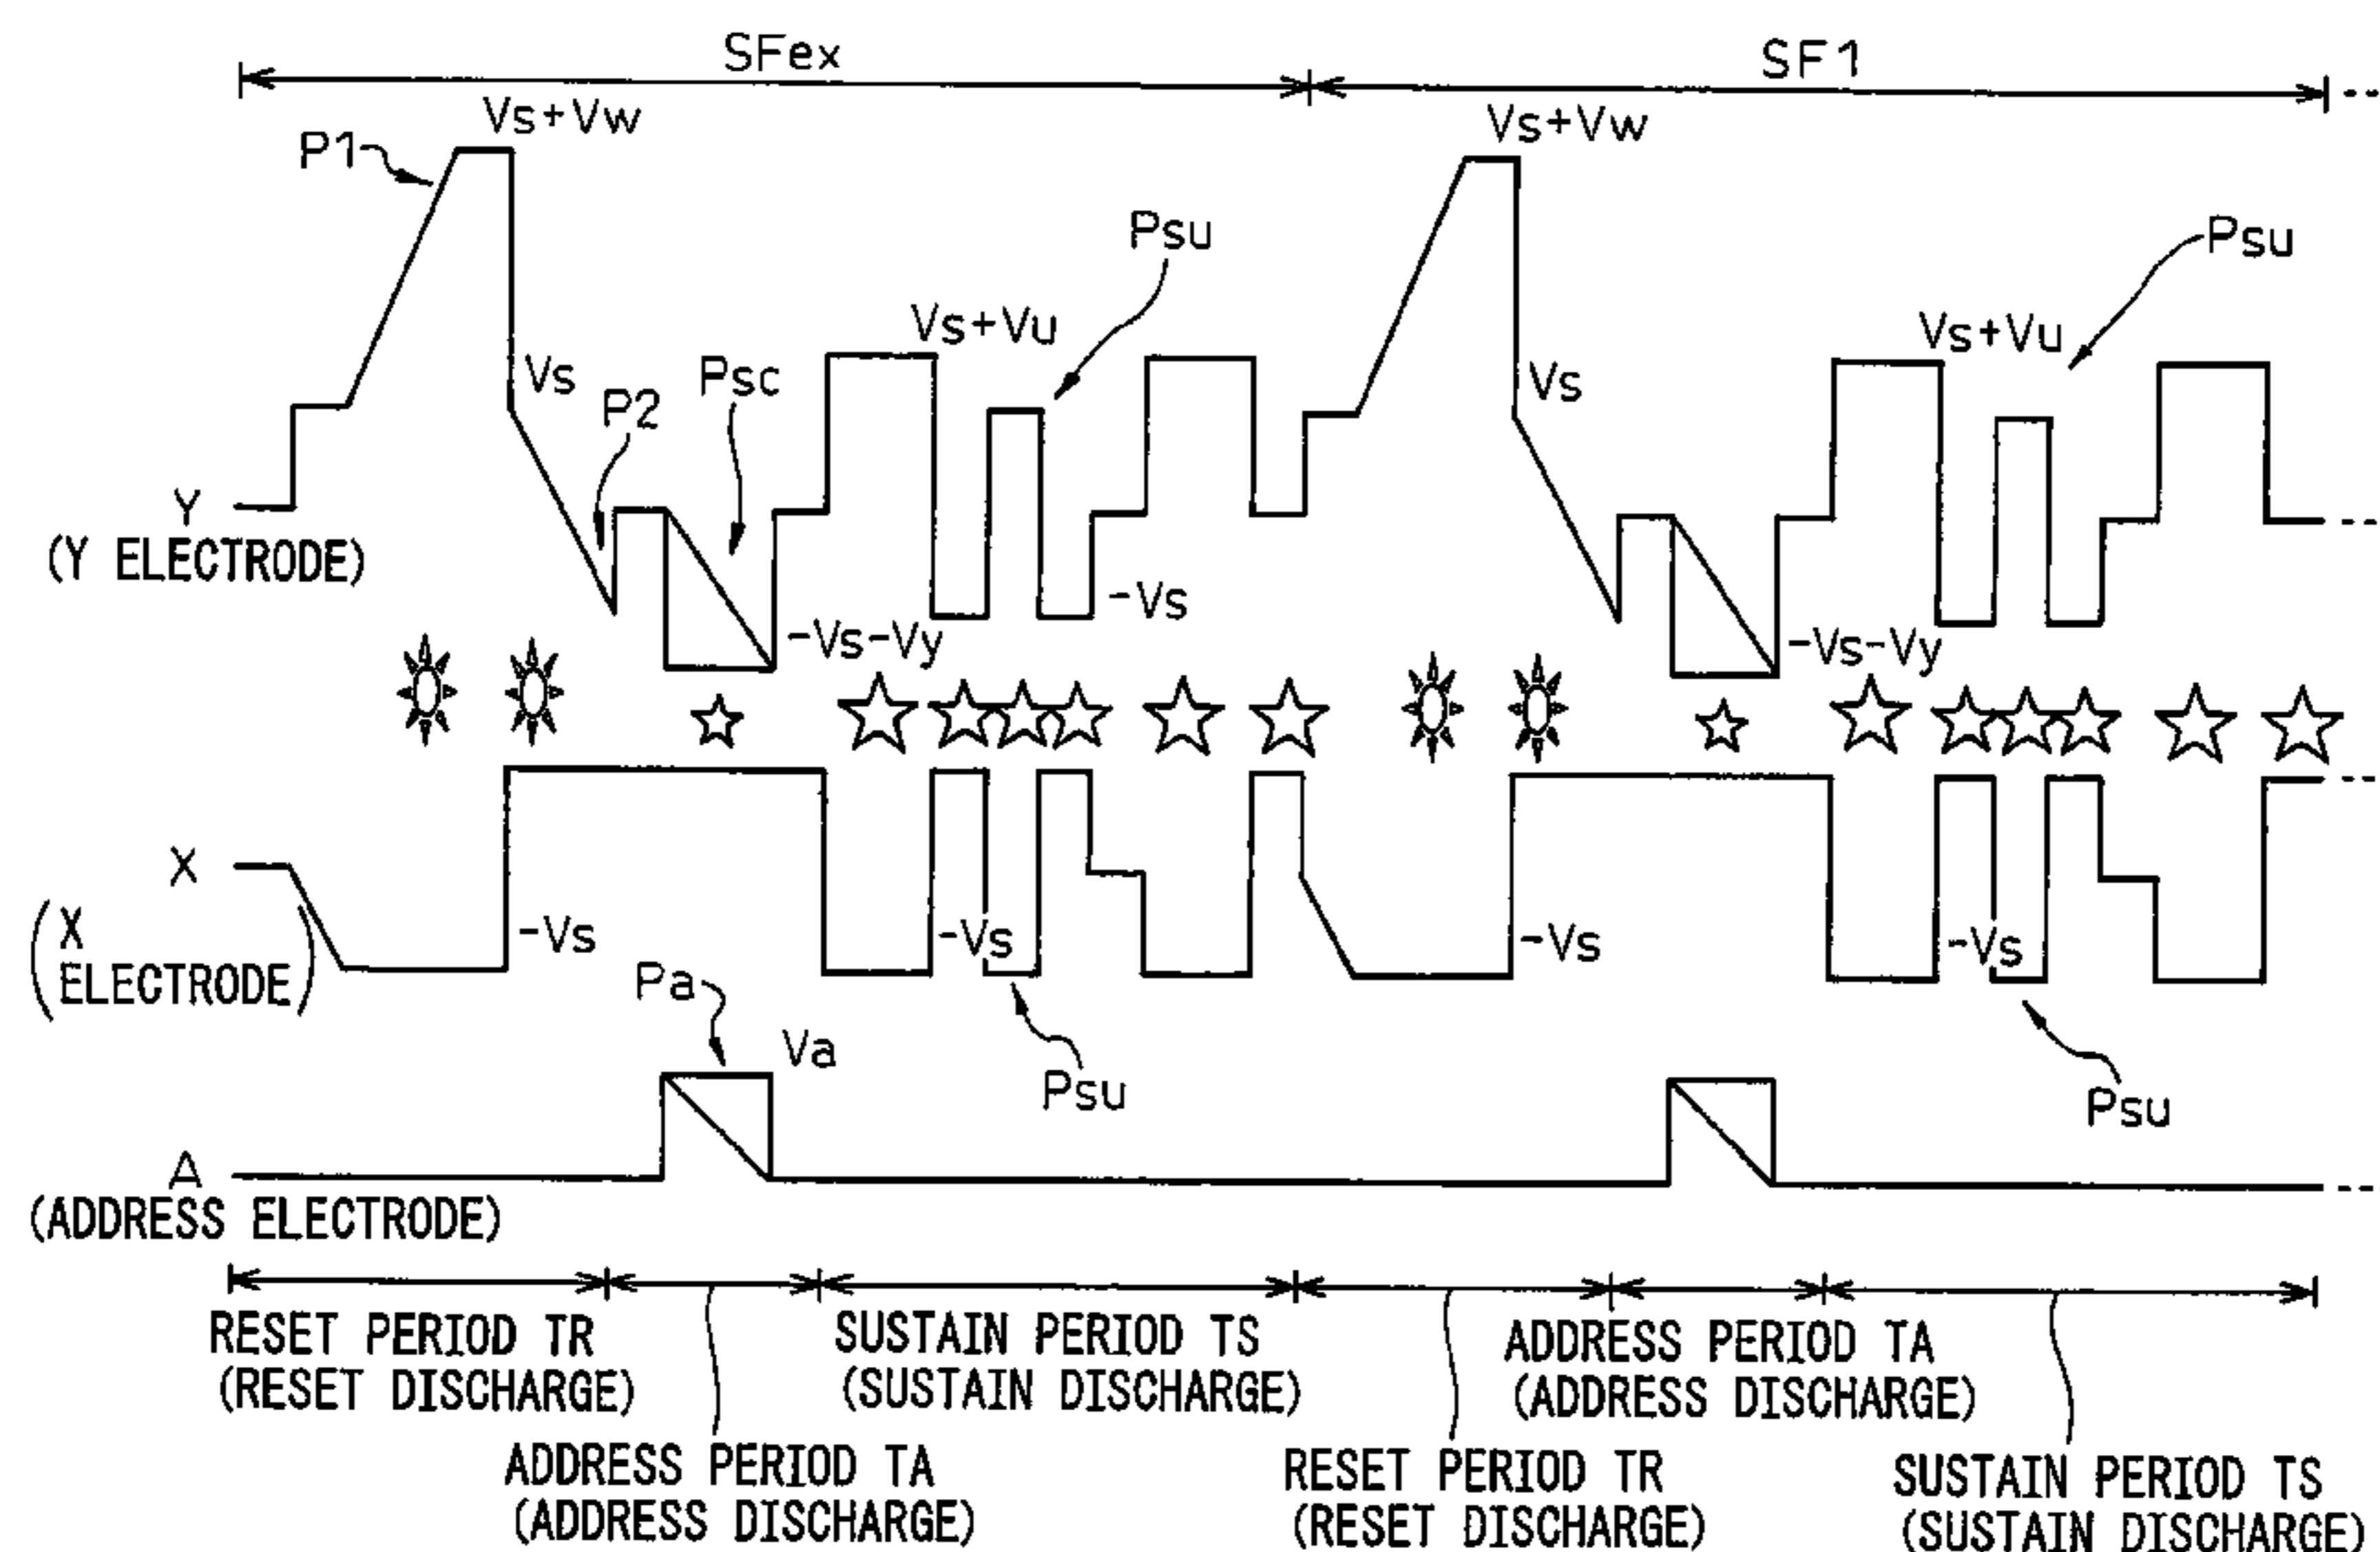 SFex
SF1
Vs+Vw
Vs+Vw
P1
Psu
Psu
Vs+Vu
Vs+Vu
Vs
Psc
Vs
P2
Y
(Y ELECTRODE)
-Vs
-Vs-Vy
-Vs-Vy
X
(X
ELECTRODE)
-Vs
-Vs
-Vs
-Vs
Pa
Va
Psu
Psu
A
(ADDRESS ELECTRODE)
RESET PERIOD TR
(RESET DISCHARGE)
SUSTAIN PERIOD TS
(SUSTAIN DISCHARGE)
ADDRESS PERIOD TA
(ADDRESS DISCHARGE)
ADDRESS PERIOD TA
(ADDRESS DISCHARGE)
RESET PERIOD TR
(RESET DISCHARGE)
SUSTAIN PERIOD TS
(SUSTAIN DISCHARGE)